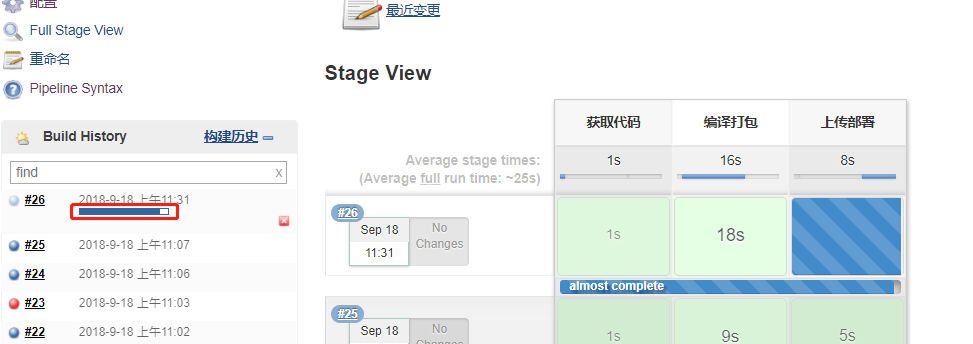 配置
Full Stage View
重命名
Pipeline Syntax
Build History 构建历史
find x
#26 2018-9-18 上午11:31
#25 2018-9-18 上午11:07
#24 2018-9-18 上午11:06
#23 2018-9-18 上午11:03
#22 2018-9-18 上午11:02
最近变更
Stage View
获取代码 编译打包 上传部署
Average stage times: 1s 16s 8s
(Average full run time: ~25s)
#26
Sep 18 No
11:31 Changes
1s 18s
almost complete
#25
Sep 18 No
Changes
1s 9s 5s